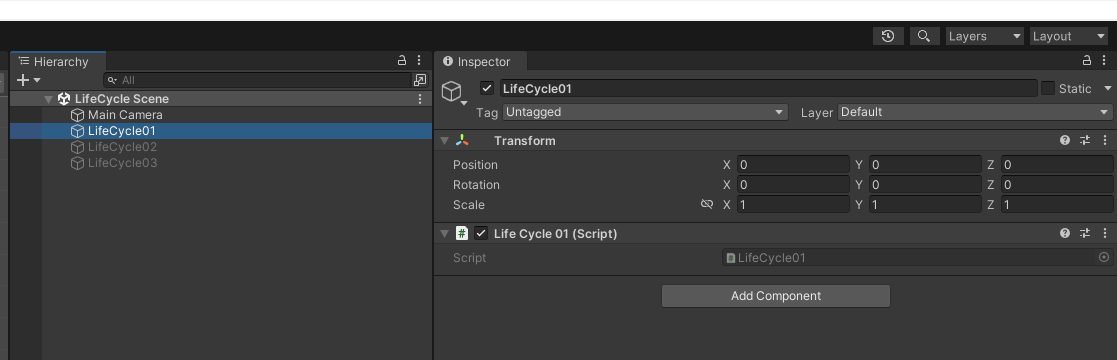 Layers
Layout
Hierarchy
All
LifeCycle Scene
Main Camera
LifeCycle01
LifeCycle02
LifeCycle03
Inspector
LifeCycle01
Static
Tag Untagged
Layer Default
Transform
Position X 0 Y 0 Z 0
Rotation X 0 Y 0 Z 0
Scale X 1 Y 1 Z 1
# Life Cycle 01 (Script)
Script LifeCycle01
Add Component